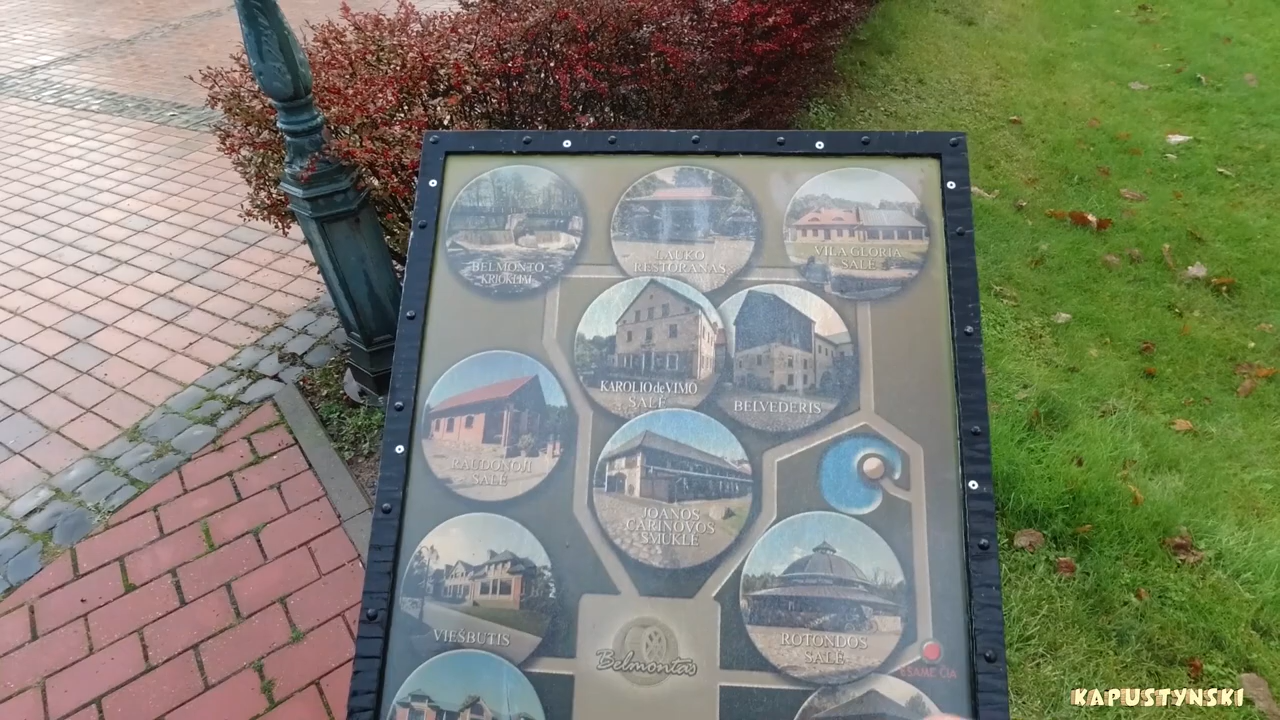 BELMONTO
KRIOKLIAI
LAUKO
RESTORANAS
VILA GLORIA
SALĖ
KAROLIO de VIMO
SALĖ
BELVEDERIS
RAUDONOJI
SALĖ
JOANOS
CARINOVOS
SMUKLĖ
VIEŠBUTIS
ROTONDOS
SALĖ
Belmontas
ESAME ČIA
KAPUSTYNSKI